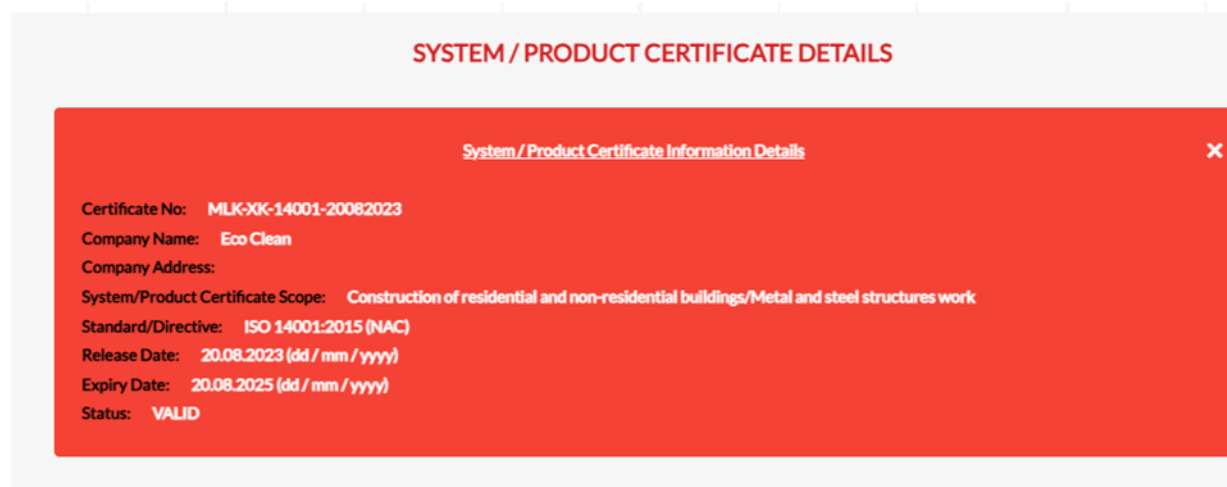 SYSTEM / PRODUCT CERTIFICATE DETAILS
System / Product Certificate Information Details
Certificate No: MLK-XK-14001-20082023
Company Name: Eco Clean
Company Address:
System/Product Certificate Scope: Construction of residential and non-residential buildings/Metal and steel structures work
Standard/Directive: ISO 14001:2015 (NAC)
Release Date: 20.08.2023 (dd / mm / yyyy)
Expiry Date: 20.08.2025 (dd / mm / yyyy)
Status: VALID